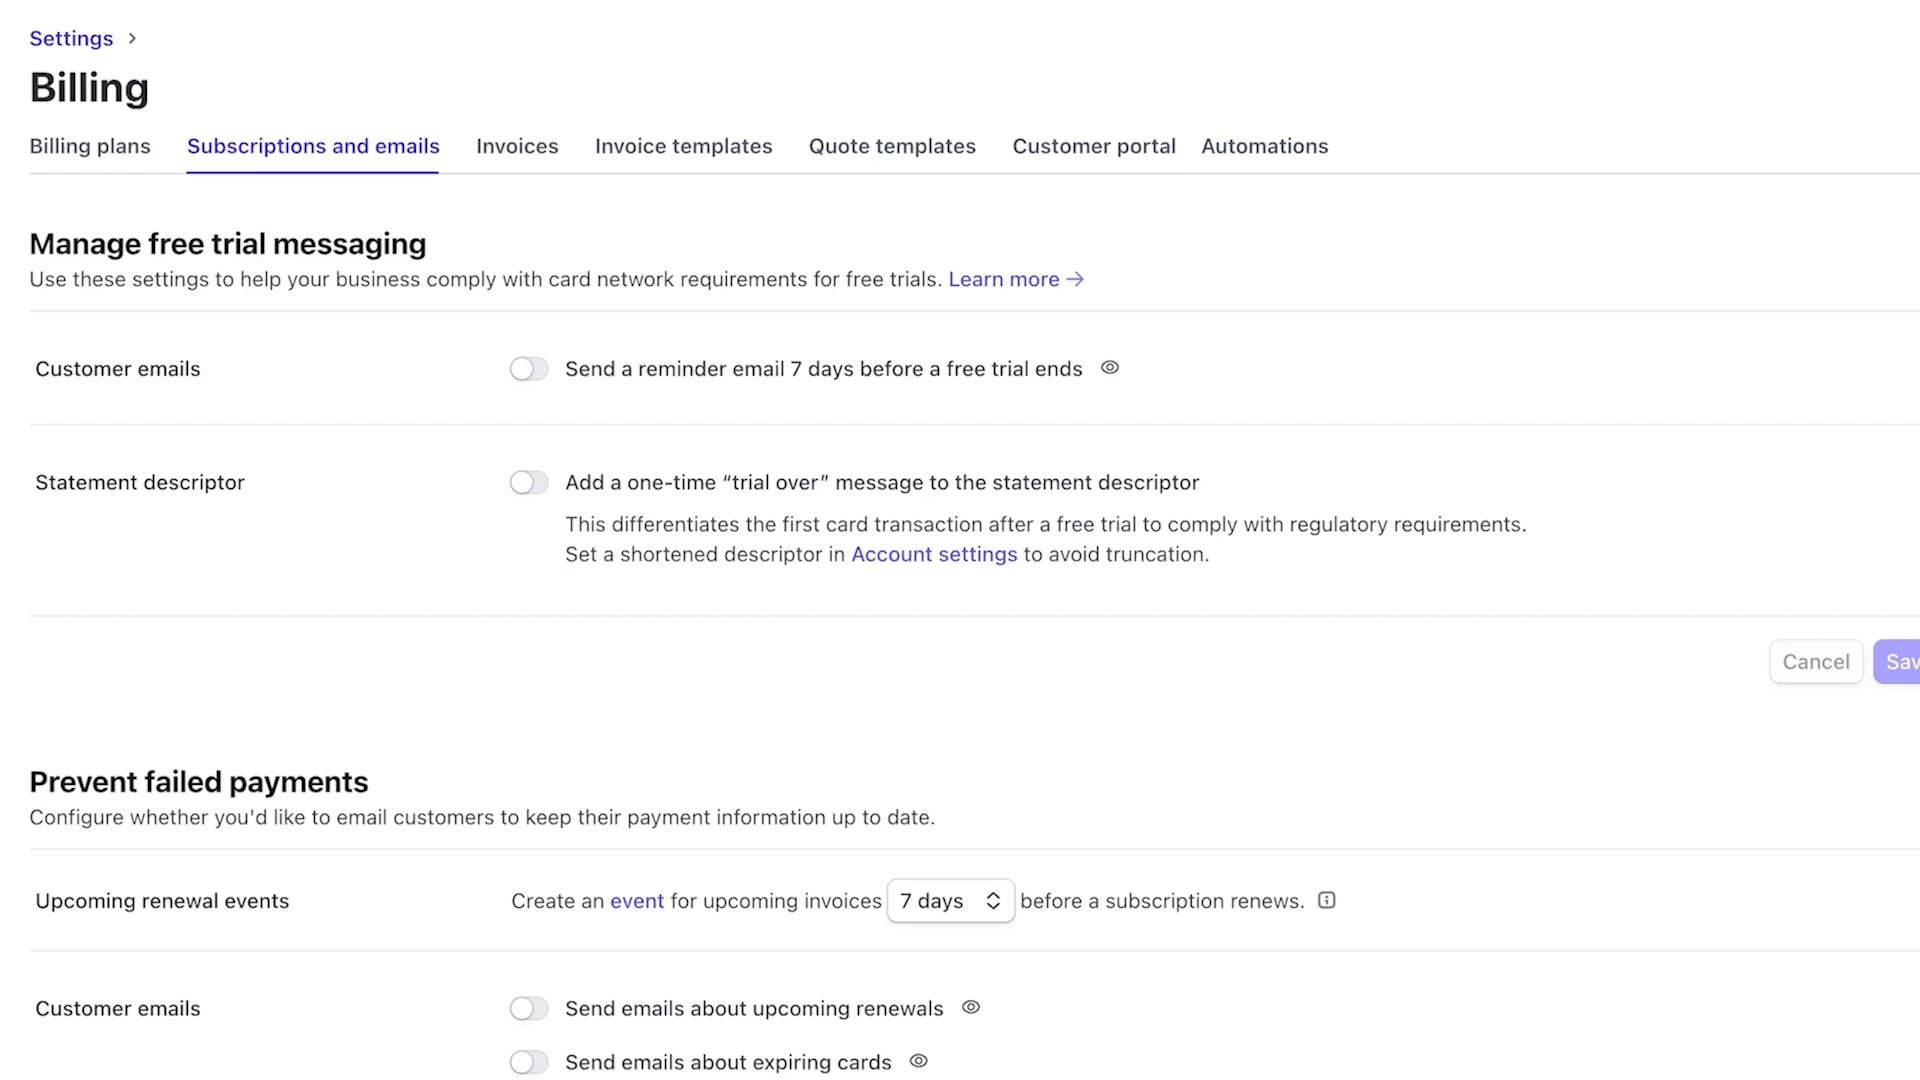 Settings
Billing
Billing plans
Subscriptions and emails
Invoices
Invoice templates
Quote templates
Customer portal
Automations
Manage free trial messaging
Use these settings to help your business comply with card network requirements for free trials. Learn more →
Customer emails
Send a reminder email 7 days before a free trial ends
Statement descriptor
Add a one-time “trial over” message to the statement descriptor
This differentiates the first card transaction after a free trial to comply with regulatory requirements.
Set a shortened descriptor in Account settings to avoid truncation.
Cancel
Sav
Prevent failed payments
Configure whether you'd like to email customers to keep their payment information up to date.
Upcoming renewal events
Create an event for upcoming invoices 7 days before a subscription renews.
Customer emails
Send emails about upcoming renewals
Send emails about expiring cards